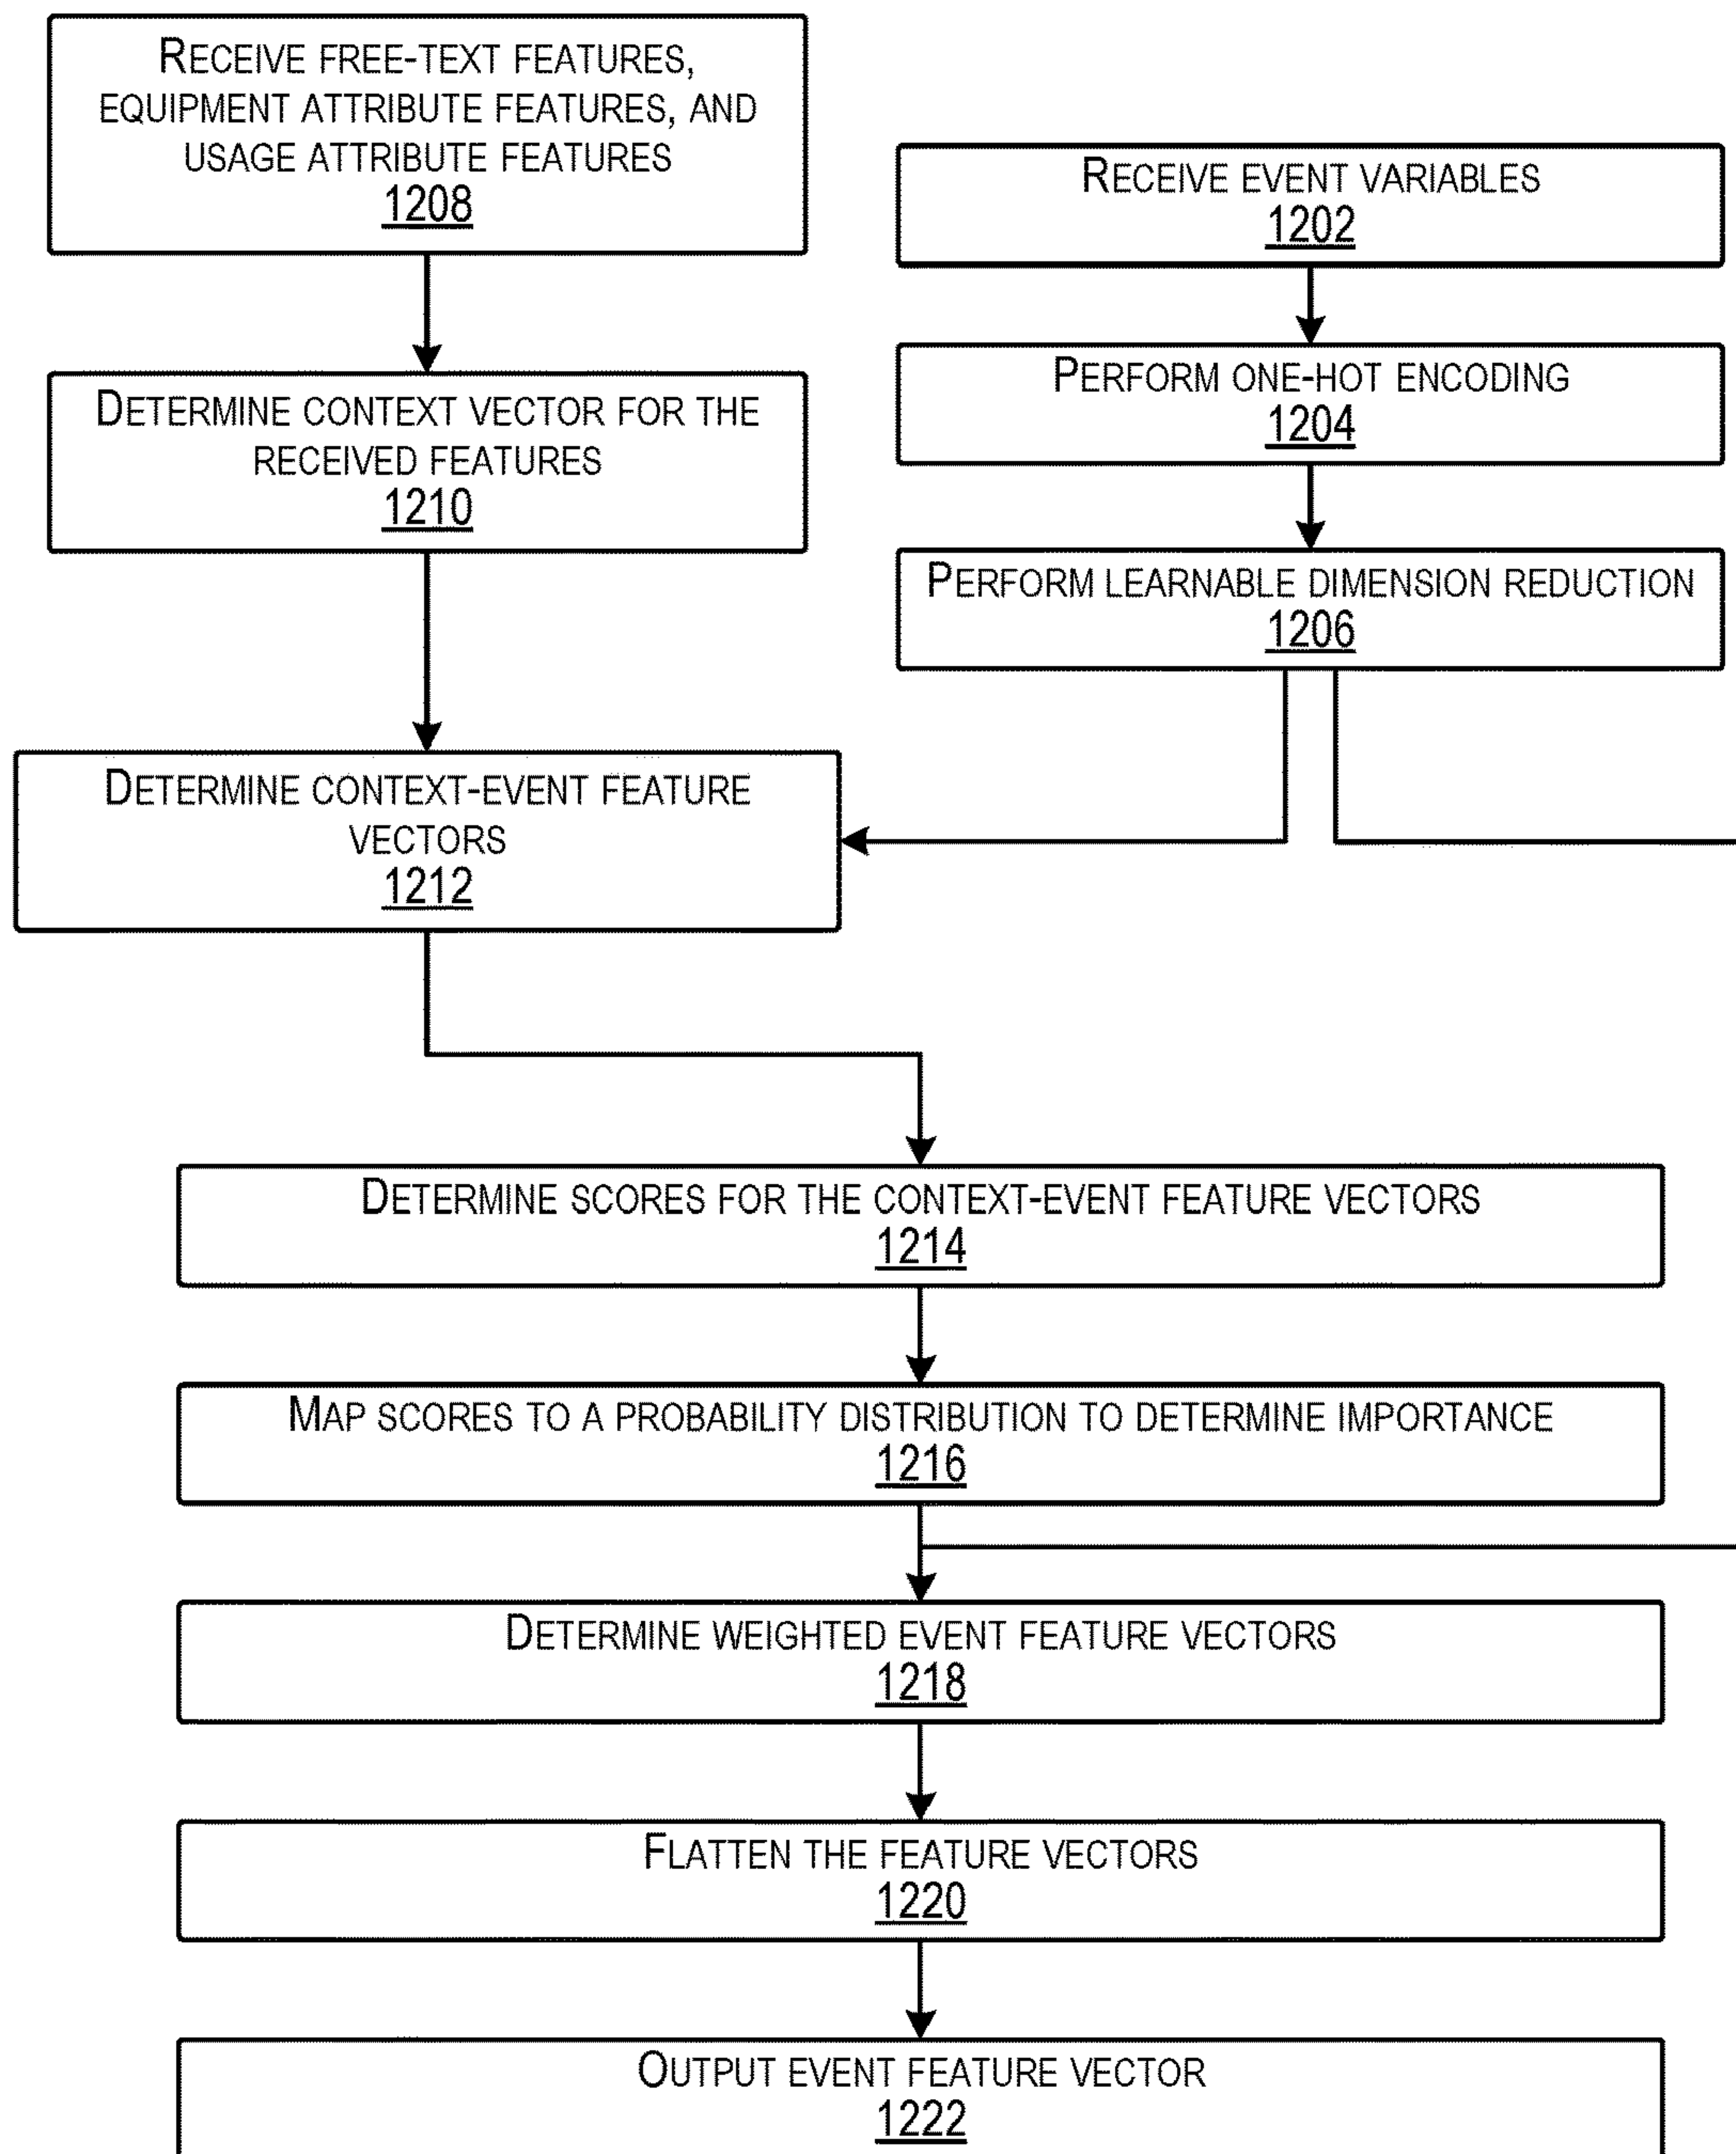 RECEIVE FREE-TEXT FEATURES,
EQUIPMENT ATTRIBUTE FEATURES, AND
USAGE ATTRIBUTE FEATURES
1208
RECEIVE EVENT VARIABLES
1202
PERFORM ONE-HOT ENCODING
1204
DETERMINE CONTEXT VECTOR FOR THE
RECEIVED FEATURES
1210
PERFORM LEARNABLE DIMENSION REDUCTION
1206
DETERMINE CONTEXT-EVENT FEATURE
VECTORS
1212
DETERMINE SCORES FOR THE CONTEXT-EVENT FEATURE VECTORS
1214
MAP SCORES TO A PROBABILITY DISTRIBUTION TO DETERMINE IMPORTANCE
1216
DETERMINE WEIGHTED EVENT FEATURE VECTORS
1218
FLATTEN THE FEATURE VECTORS
1220
OUTPUT EVENT FEATURE VECTOR
1222